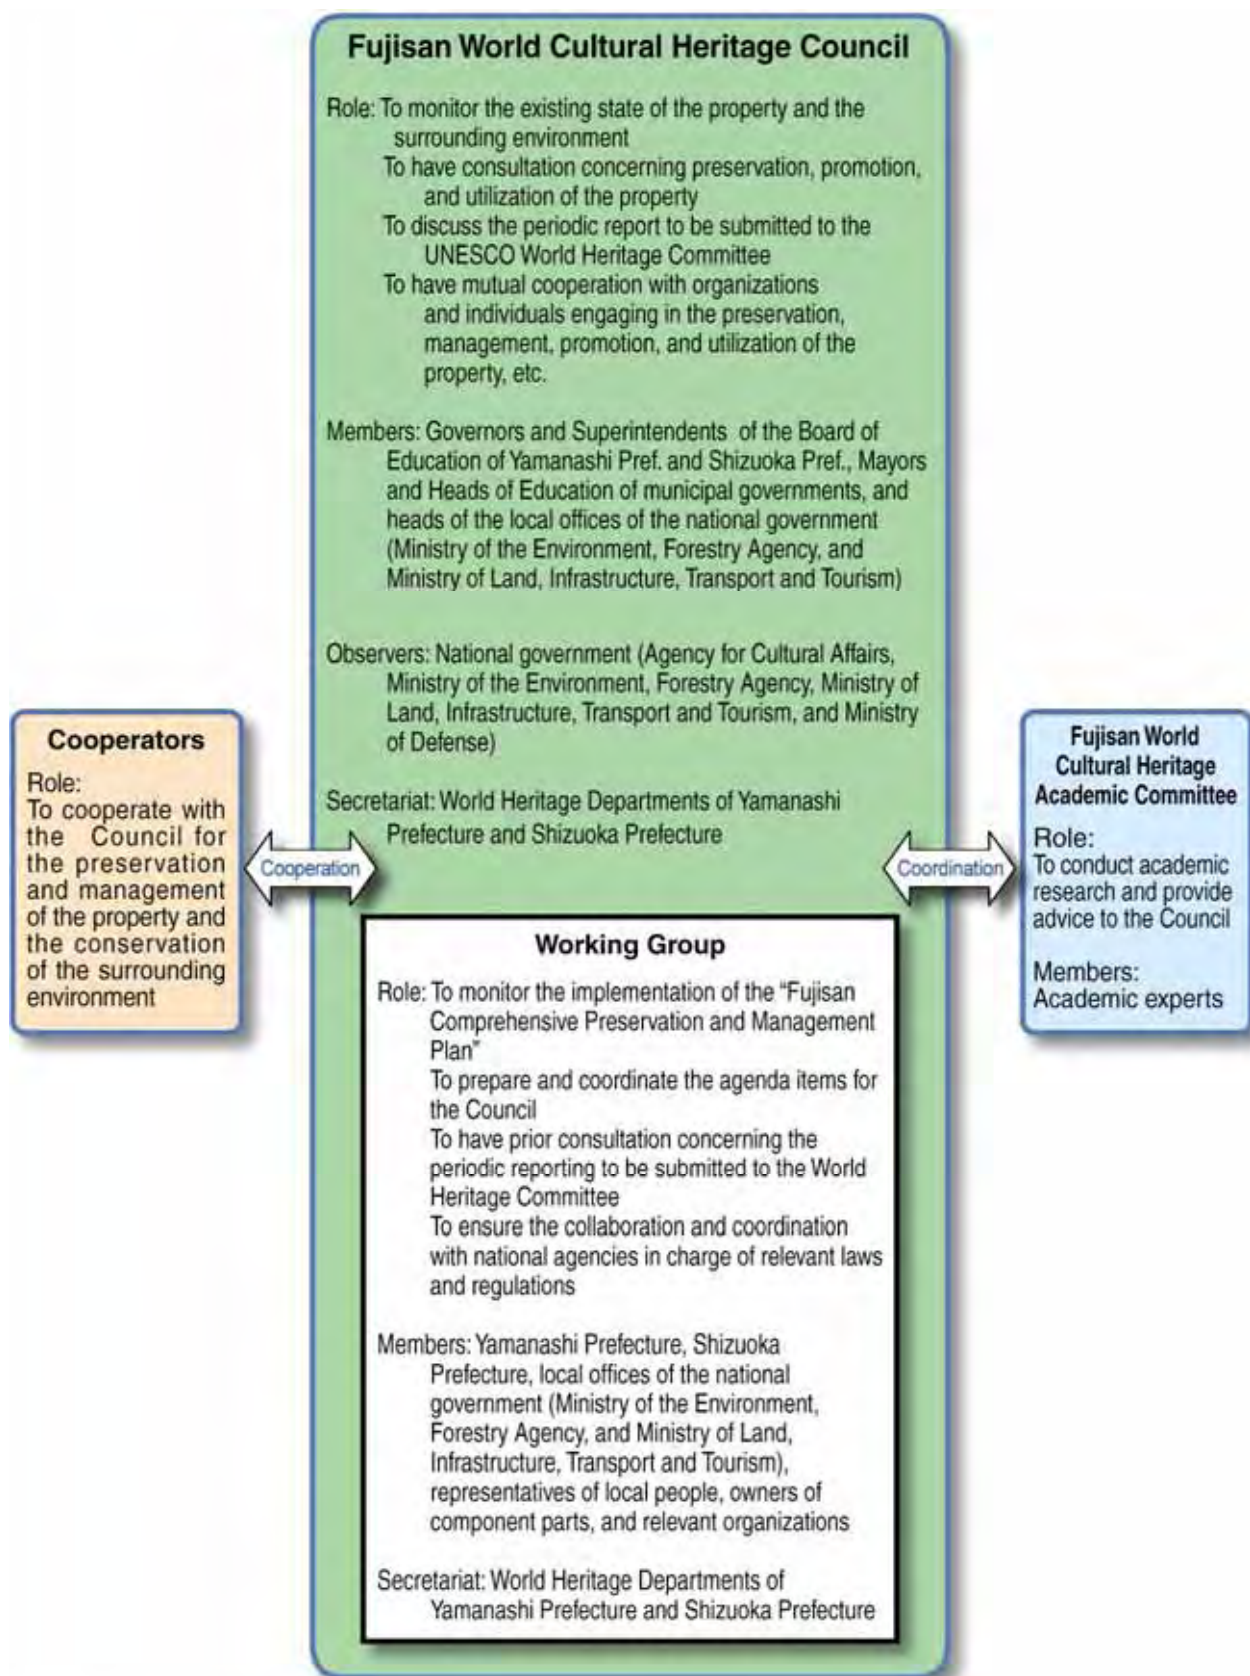 Fujisan World Cultural Heritage Council
Role: To monitor the existing state of the property and the
surrounding environment
To have consultation concerning preservation, promotion,
and utilization of the property
To discuss the periodic report to be submitted to the
UNESCO World Heritage Committee
To have mutual cooperation with organizations
and individuals engaging in the preservation,
management, promotion, and utilization of the
property, etc.
Members: Governors and Superintendents of the Board of
Education of Yamanashi Pref. and Shizuoka Pref., Mayors
and Heads of Education of municipal governments, and
heads of the local offices of the national government
(Ministry of the Environment, Forestry Agency, and
Ministry of Land, Infrastructure, Transport and Tourism)
Observers: National government (Agency for Cultural Affairs,
Ministry of the Environment, Forestry Agency, Ministry of
Land, Infrastructure, Transport and Tourism, and Ministry
of Defense)
Secretariat: World Heritage Departments of Yamanashi
Prefecture and Shizuoka Prefecture
Cooperators
Role:
To cooperate with
the Council for
the preservation
and management
of the property and
the conservation
of the surrounding
environment
Cooperation
Coordination
Fujisan World
Cultural Heritage
Academic Committee
Role:
To conduct academic
research and provide
advice to the Council
Members:
Academic experts
Working Group
Role: To monitor the implementation of the “Fujisan
Comprehensive Preservation and Management
Plan”
To prepare and coordinate the agenda items for
the Council
To have prior consultation concerning the
periodic reporting to be submitted to the World
Heritage Committee
To ensure the collaboration and coordination
with national agencies in charge of relevant laws
and regulations
Members: Yamanashi Prefecture, Shizuoka
Prefecture, local offices of the national
government (Ministry of the Environment,
Forestry Agency, and Ministry of Land,
Infrastructure, Transport and Tourism),
representatives of local people, owners of
component parts, and relevant organizations
Secretariat: World Heritage Departments of
Yamanashi Prefecture and Shizuoka Prefecture